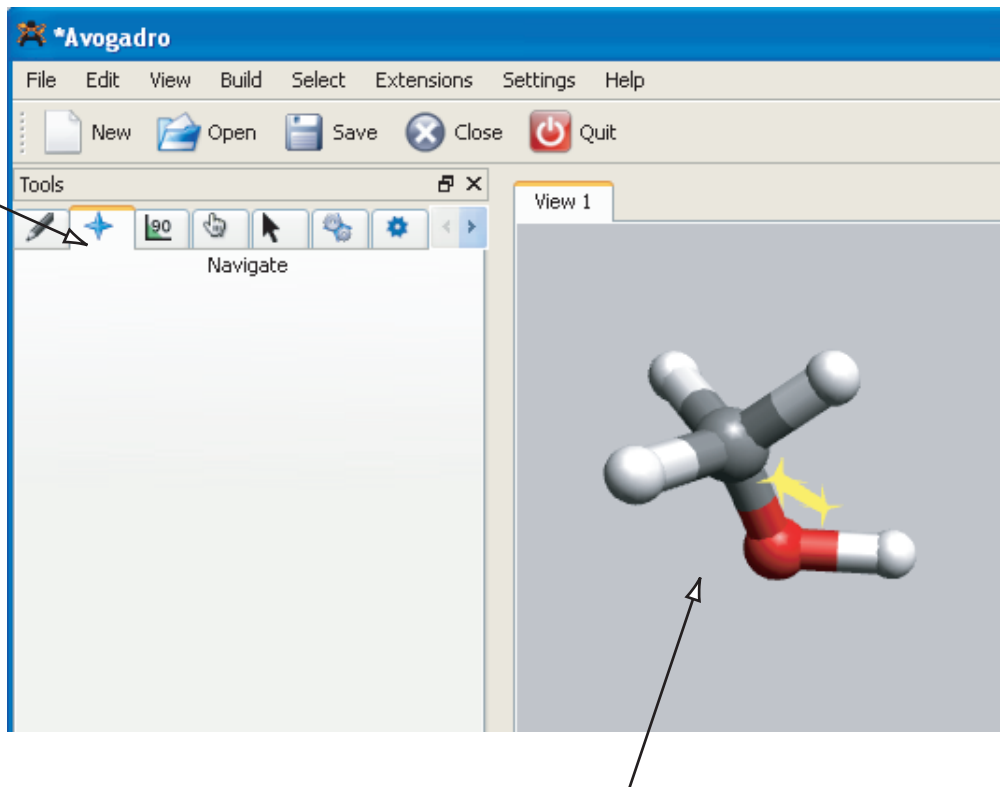 *Avogadro
File Edit View Build Select Extensions Settings Help
New Open Save Close Quit
Tools
View 1
90
Navigate